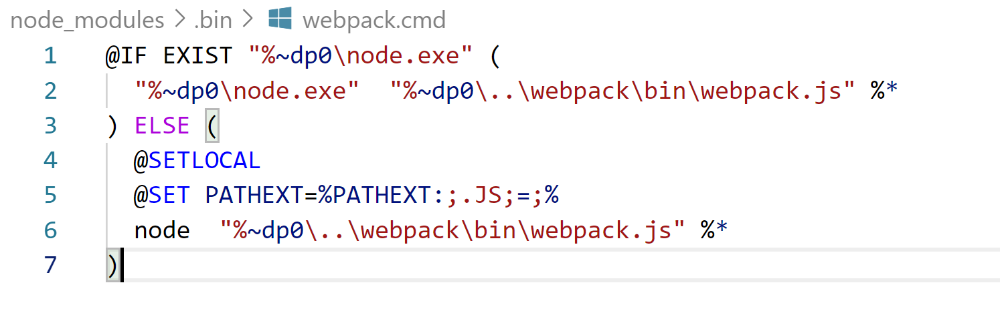 node_modules > .bin > webpack.cmd
1 @IF EXIST "%~dp0\node.exe" (
2 "%~dp0\node.exe"  "%~dp0\..\webpack\bin\webpack.js" %*
3 ) ELSE (
4 @SETLOCAL
5 @SET PATHEXT=%PATHEXT:;.JS;=;%
6 node  "%~dp0\..\webpack\bin\webpack.js" %*
7 )